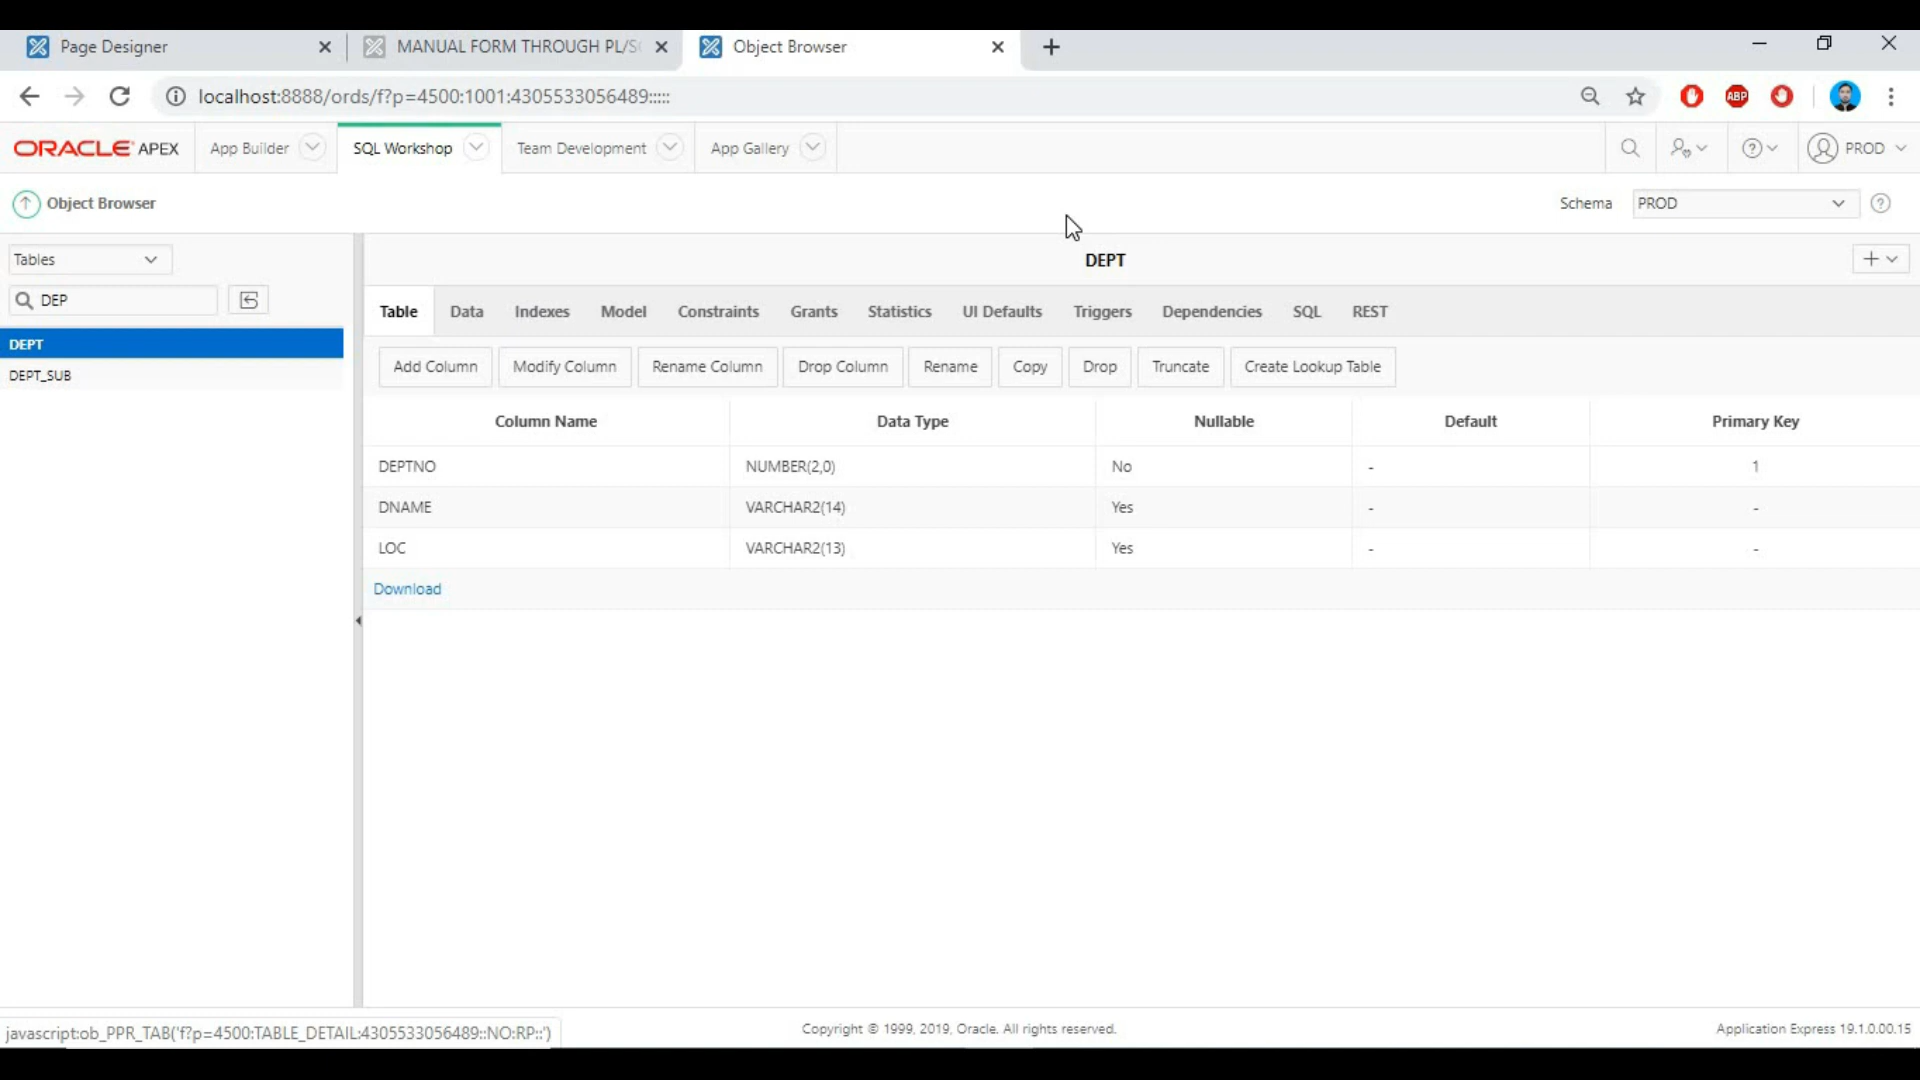 Page Designer
MANUAL FORM THROUGH PL/S
Object Browser
localhost:8888/ords/f?p=4500:1001:4305533056489:::::
ABP
ORACLE APEX
App Builder
SQL Workshop
Team Development
App Gallery
PROD
Object Browser
Schema
PROD
Tables
DEP
DEPT
DEPT_SUB
DEPT
Table Data Indexes Model Constraints Grants Statistics UI Defaults Triggers Dependencies SQL REST
Add Column Modify Column Rename Column Drop Column Rename Copy Drop Truncate Create Lookup Table
Column Name Data Type Nullable Default Primary Key
DEPTNO NUMBER(2,0) No - 1
DNAME VARCHAR2(14) Yes - -
LOC VARCHAR2(13) Yes - -
Download
javascript:ob_PPR_TAB('f?p=4500:TABLE_DETAIL:4305533056489::NO:RP::')
Copyright © 1999, 2019, Oracle. All rights reserved.
Application Express 19.1.0.00.15